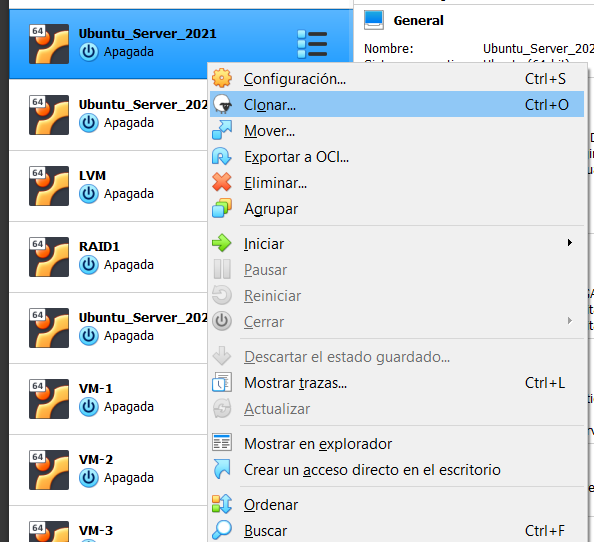 64
Ubuntu_Server_2021
Apagada
64
Ubuntu_Server_202
Apagada
64
LVM
Apagada
64
RAID1
Apagada
64
Ubuntu_Server_202
Apagada
64
VM-1
Apagada
64
VM-2
Apagada
64
VM-3
General
Nombre: Ubuntu_Server_202
Configuración... Ctrl+S
Clonar... Ctrl+O
Mover...
Exportar a OCI...
Eliminar...
Agrupar
Iniciar
Pausar
Reiniciar
Cerrar
Descartar el estado guardado...
Mostrar trazas... Ctrl+L
Actualizar
Mostrar en explorador
Crear un acceso directo en el escritorio
Ordenar
Buscar Ctrl+F